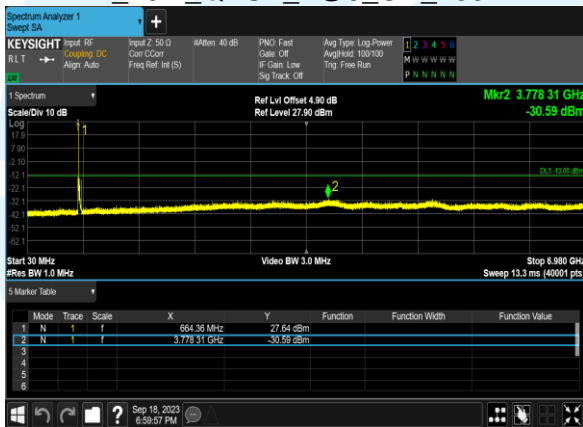 Spectrum Analyzer 1
Swept SA
+
KEYSIGHT
RLT
Input: RF
Coupling: DC
Align: Auto
Input Z: 50 Ω
Corr CCorr
Freq Ref: Int (S)
#Atten: 40 dB
PNO: Fast
Gate: Off
IF Gain: Low
Sig Track: Off
Avg Type: Log-Power
Avg|Hold: 100/100
Trig: Free Run
1 2 3 4 5 6
M W W W W W
P N N N N N
1 Spectrum
Scale/Div 10 dB
Ref Lvl Offset 4.90 dB
Ref Level 27.90 dBm
Mkr2 3.778 31 GHz
-30.59 dBm
Log
17.9
7.90
-2.10
-12.1
-22.1
-32.1
-42.1
-52.1
-62.1
1
2
DL1 -13.00 dBm
Start 30 MHz
#Res BW 1.0 MHz
Video BW 3.0 MHz
Stop 6.980 GHz
Sweep 13.3 ms (40001 pts)
5 Marker Table
Mode Trace Scale X Y Function Function Width Function Value
1 N 1 f 664.36 MHz 27.64 dBm
2 N 1 f 3.778 31 GHz -30.59 dBm
3
4
5
6
?
Sep 18, 2023
6:59:57 PM